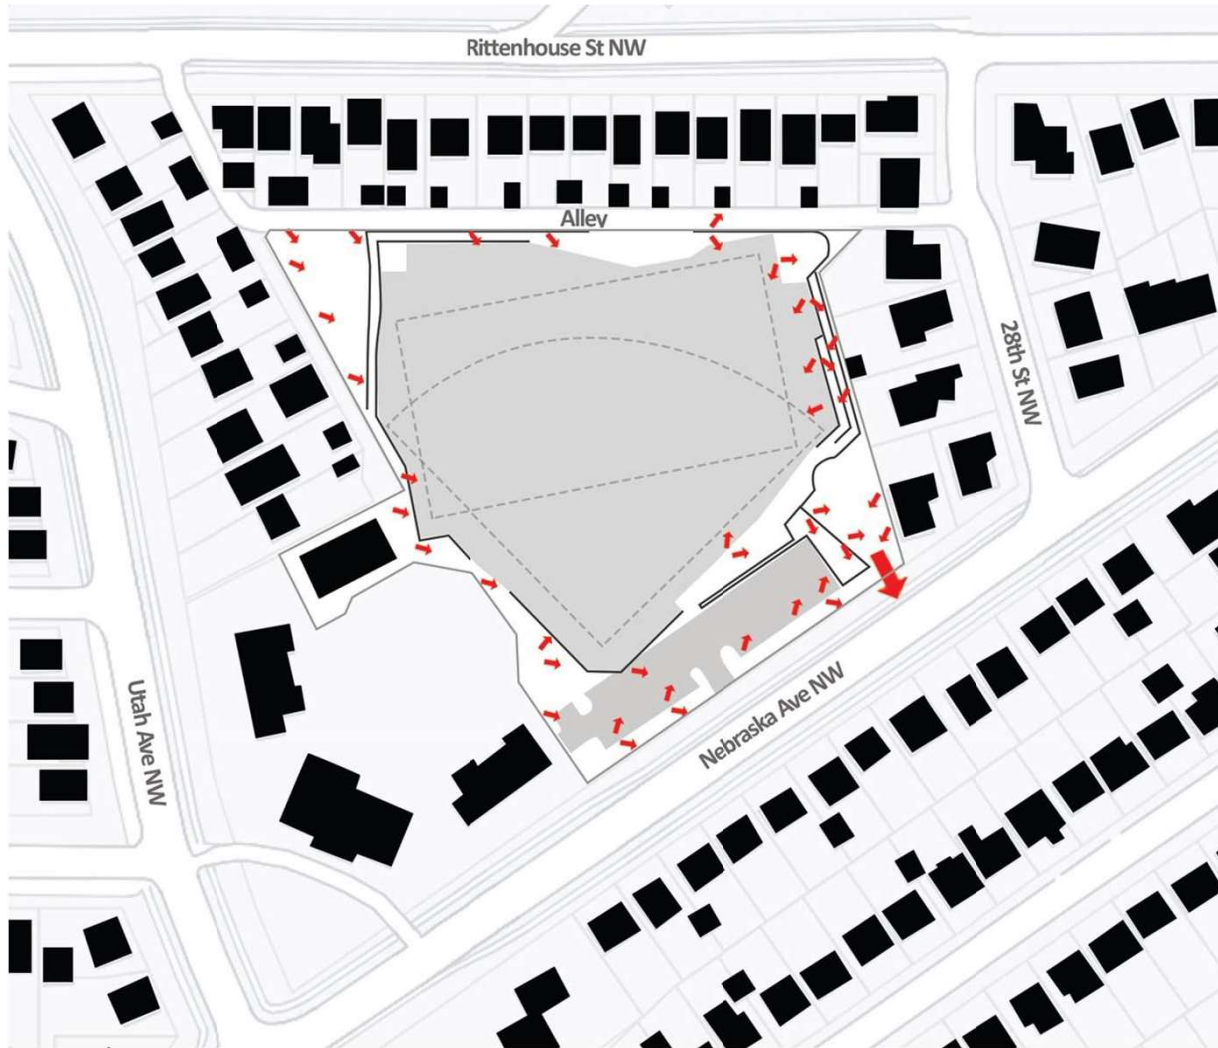 Rittenhouse St NW
Alley
28th St NW
Utah Ave NW
Nebraska Ave NW